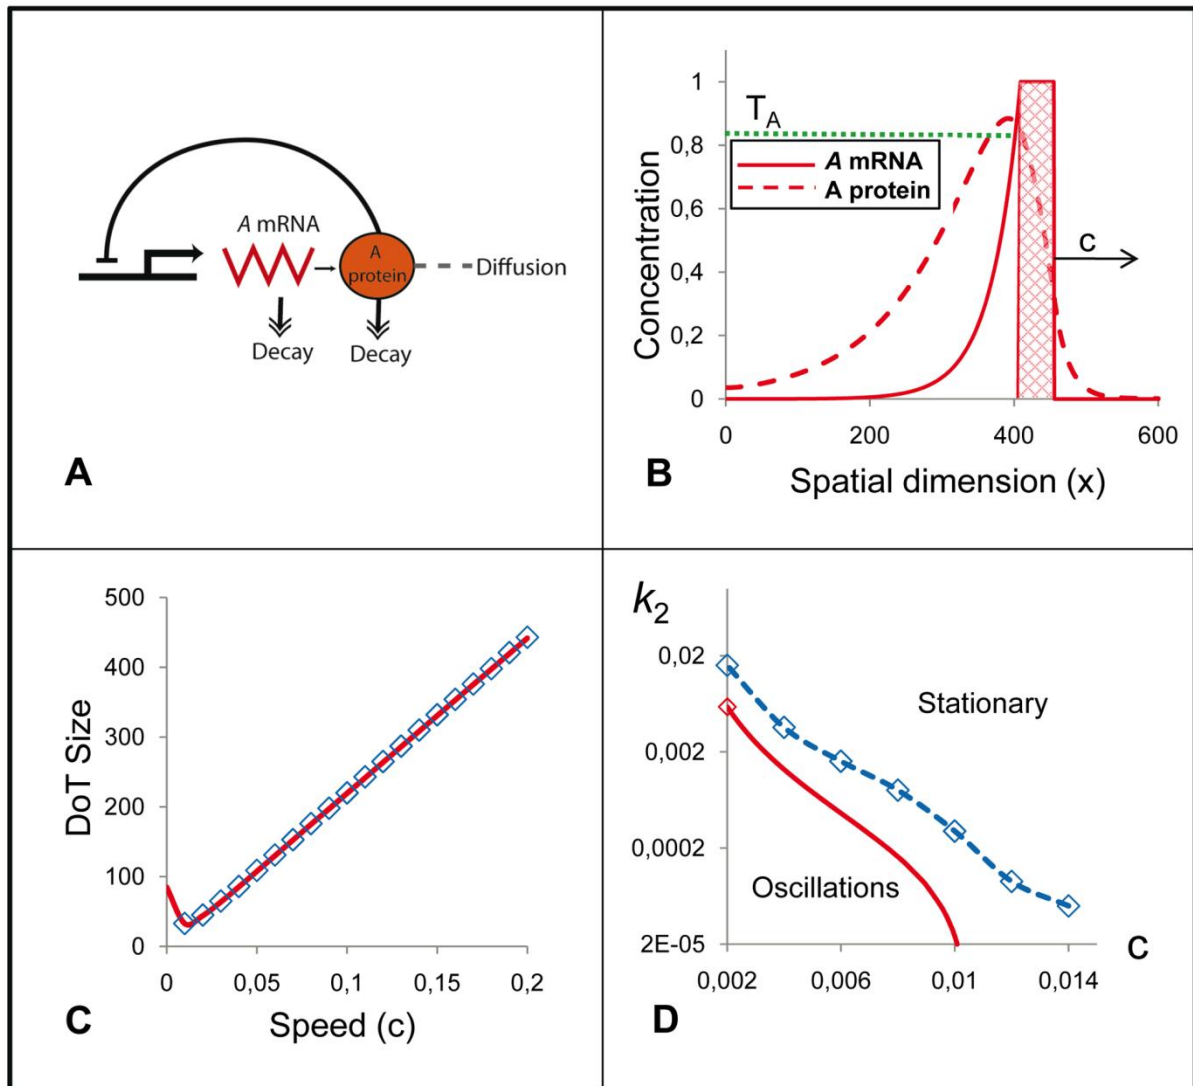 A mRNA
A
protein
Diffusion
Decay
Decay
A
Concentration
1
0,8
0,6
0,4
0,2
0
T_A
A mRNA
A protein
c
0
200
400
600
Spatial dimension (x)
B
DoT Size
500
400
300
200
100
0
0
0,05
0,1
0,15
0,2
Speed (c)
C
k₂
0,02
0,002
0,0002
2E-05
Stationary
Oscillations
0,002
0,006
0,01
0,014
c
D